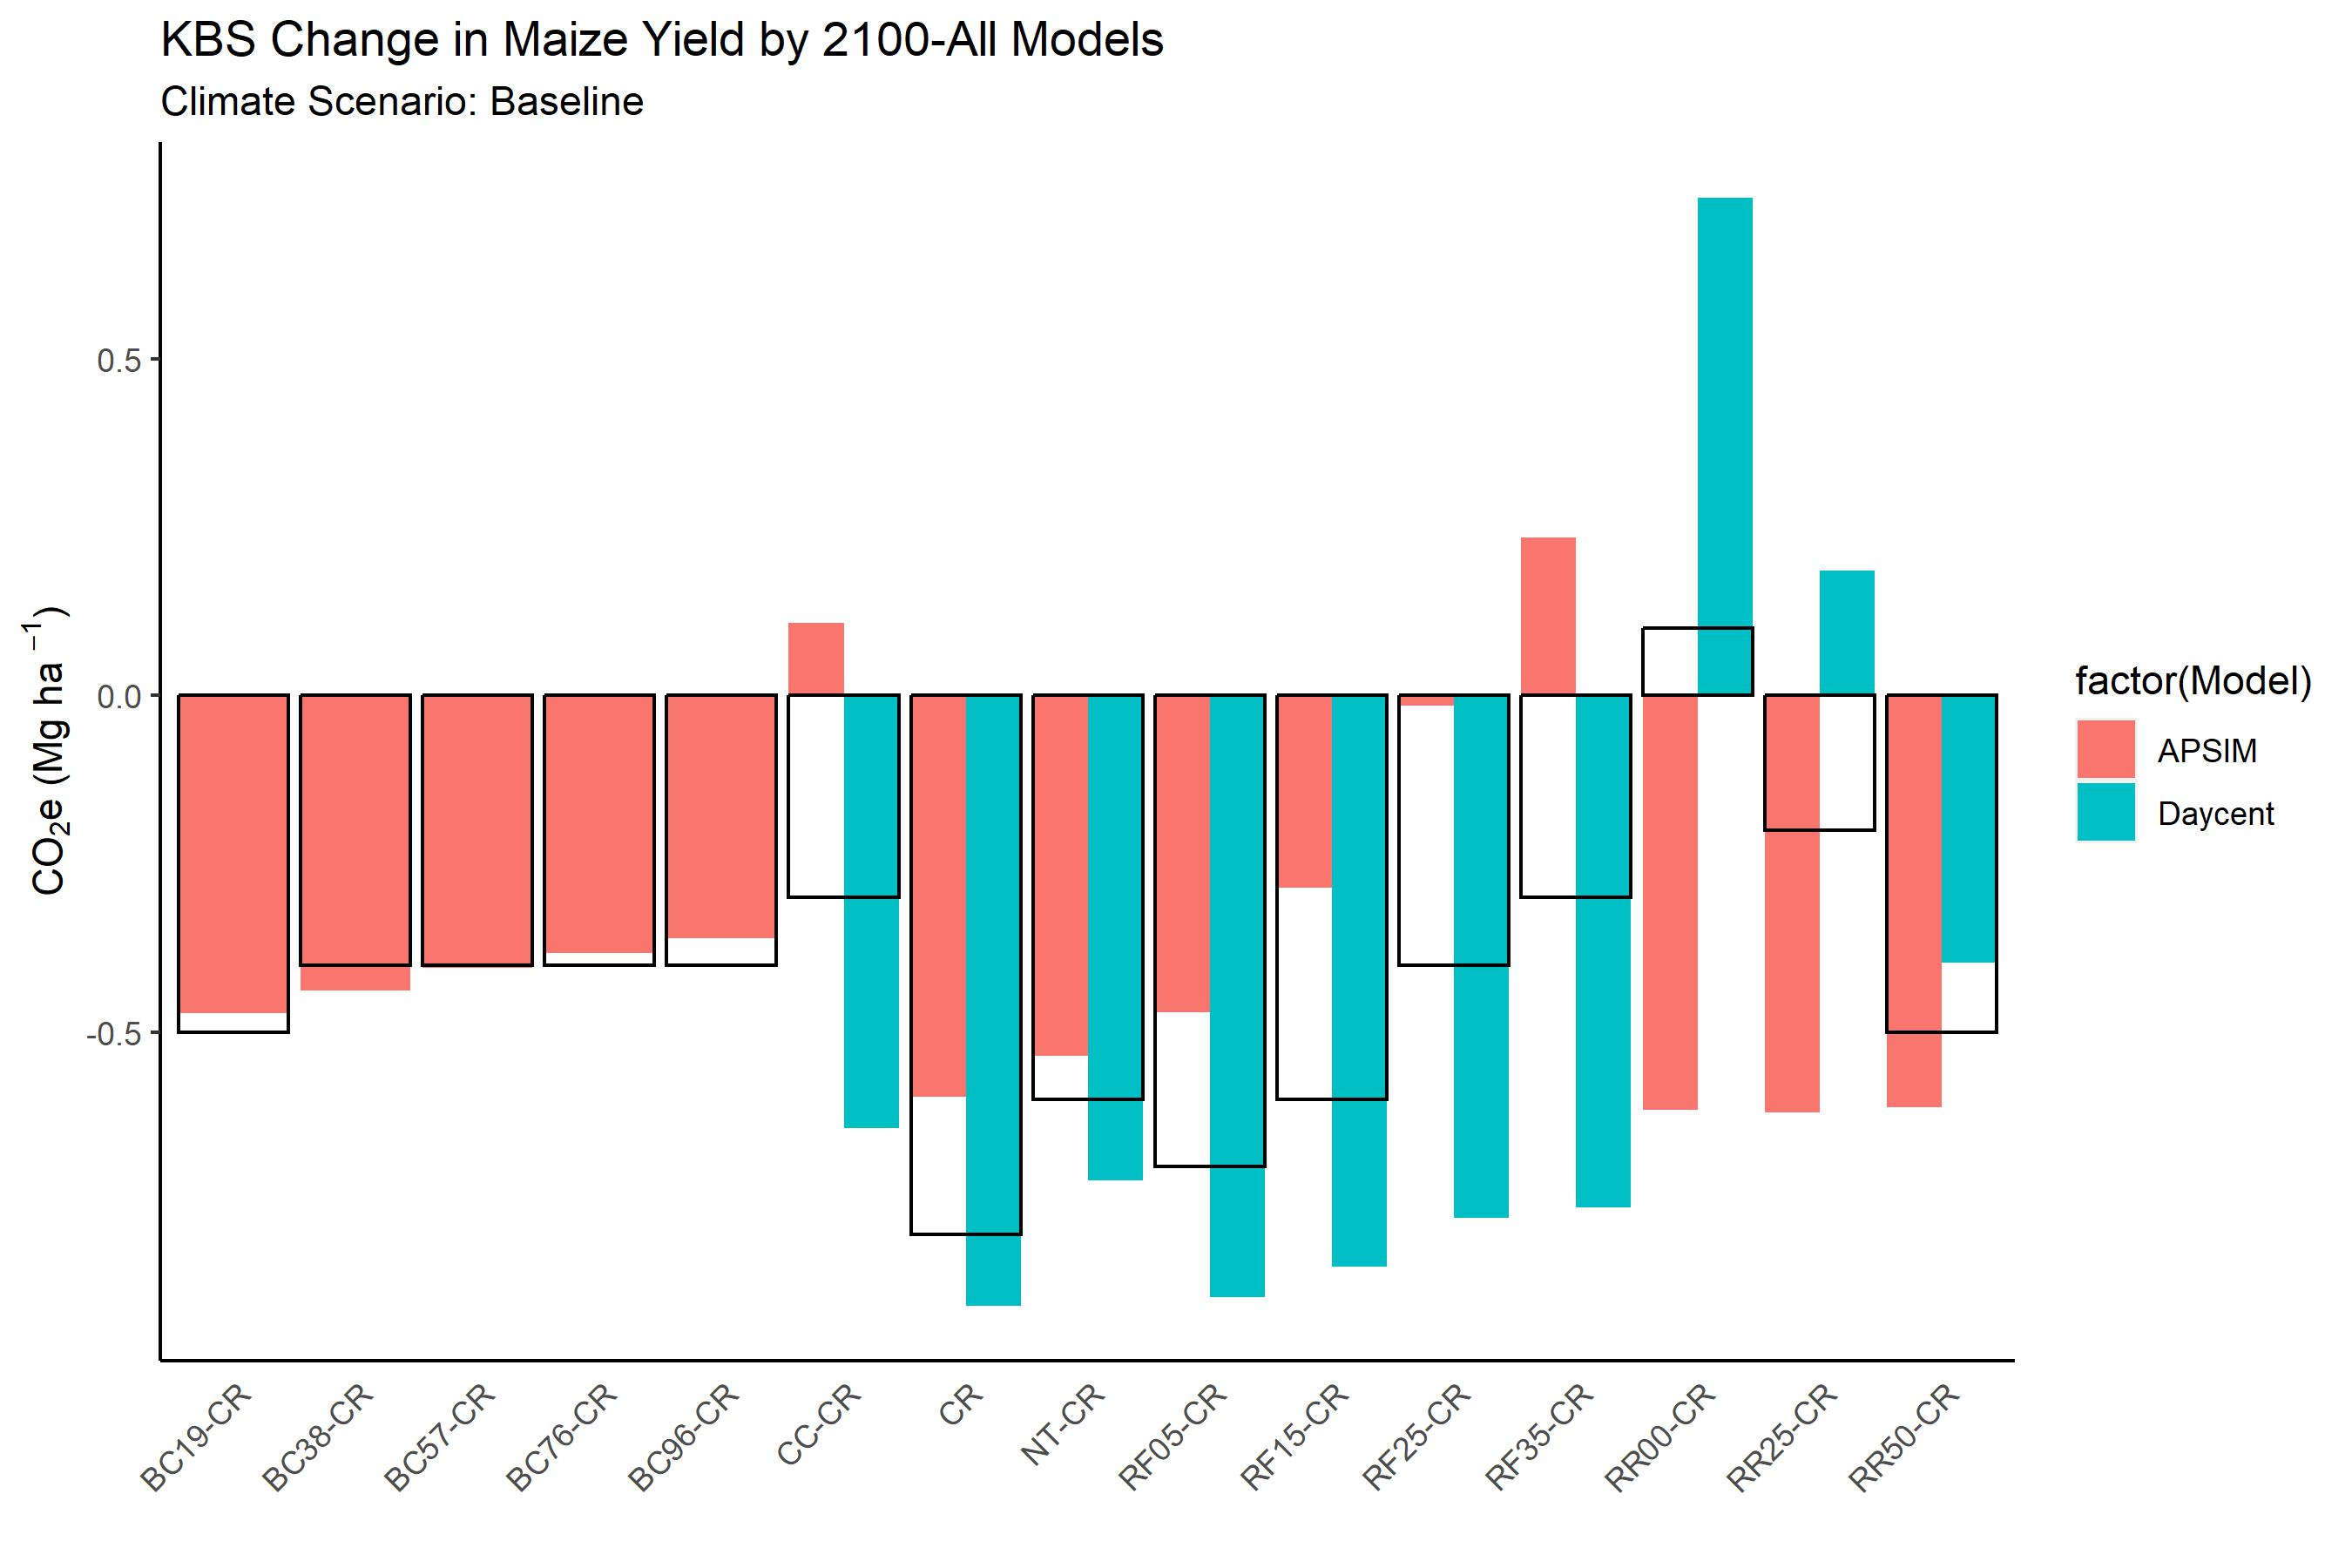 KBS Change in Maize Yield by 2100-All Models
Climate Scenario: Baseline
CO₂e (Mg ha ⁻¹)
0.5
0.0
-0.5
BC19-CR
BC38-CR
BC57-CR
BC76-CR
BC96-CR
CC-CR
CR
NT-CR
RF05-CR
RF15-CR
RF25-CR
RF35-CR
RR00-CR
RR25-CR
RR50-CR
factor(Model)
APSIM
Daycent